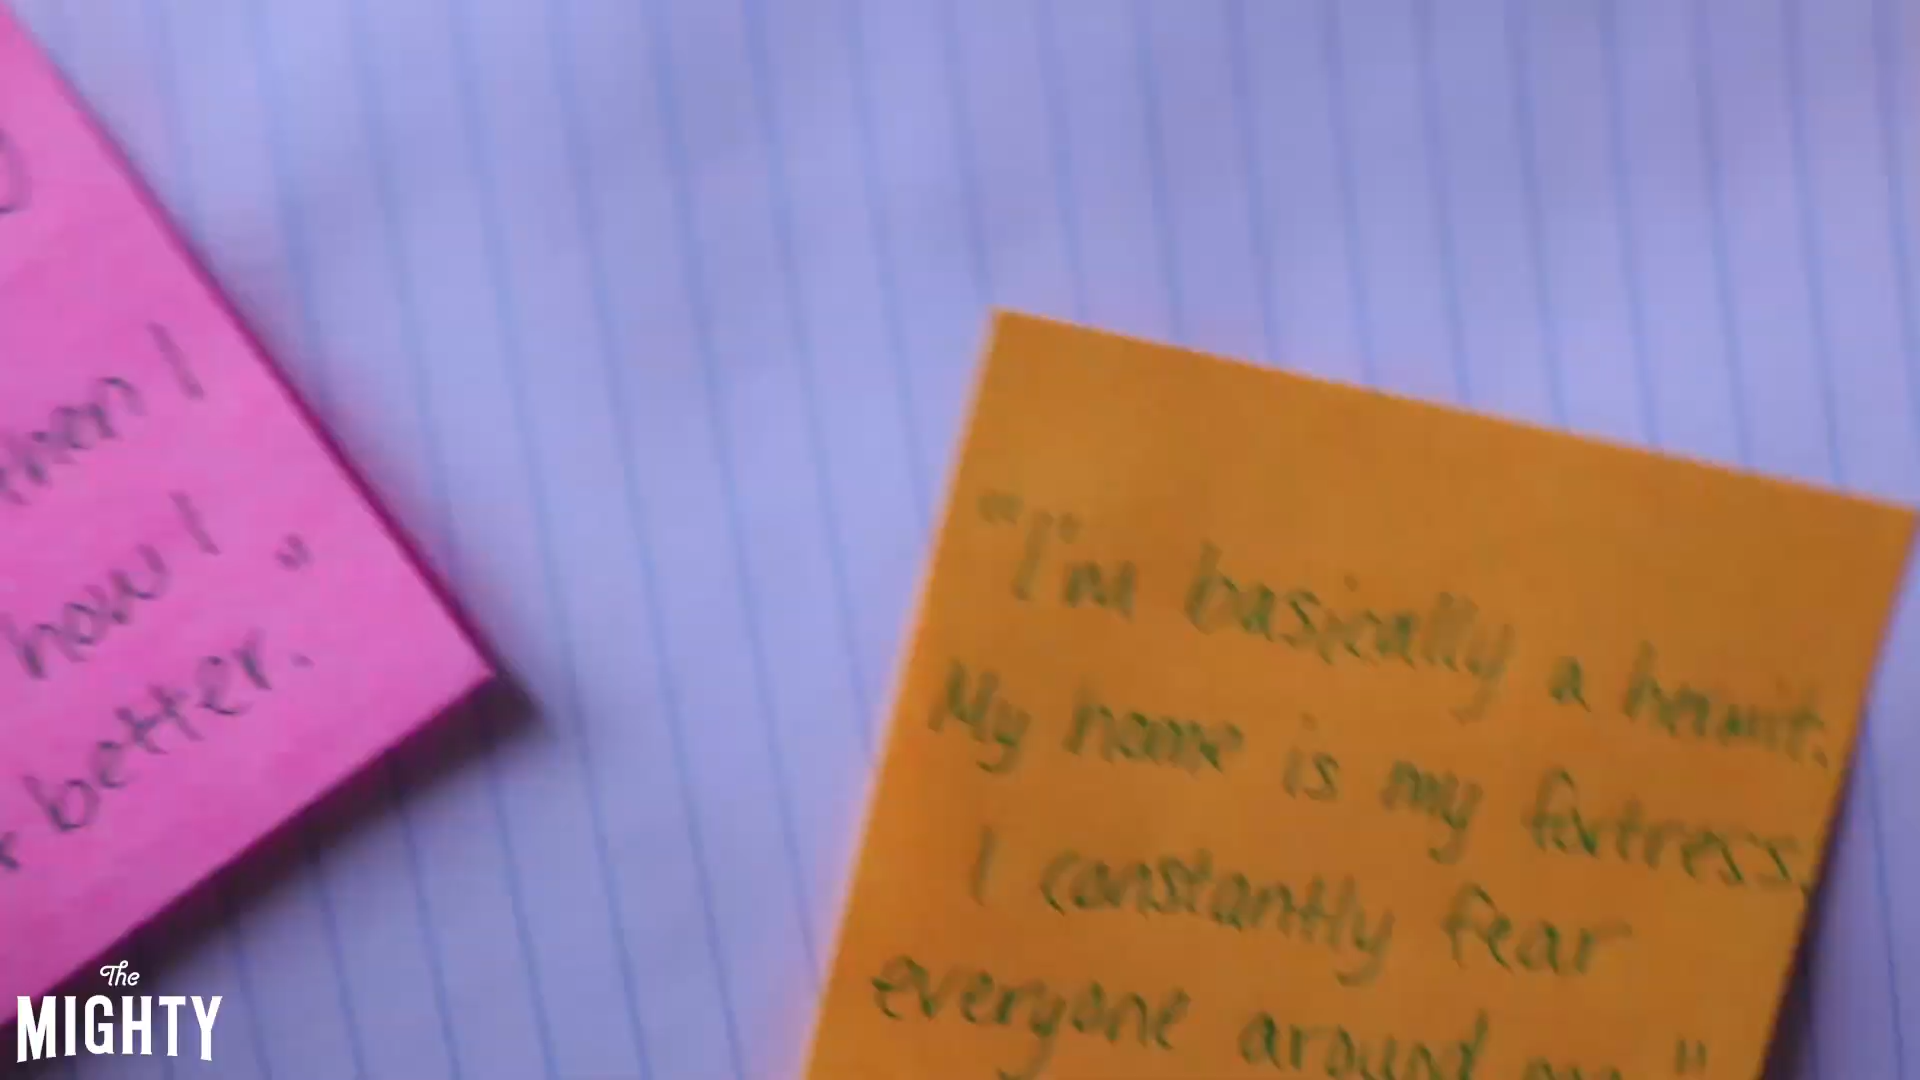 then I
how I
better."
"I'm basically a hermit.
My home is my fortress.
I constantly fear
everyone around me."
The
MIGHTY